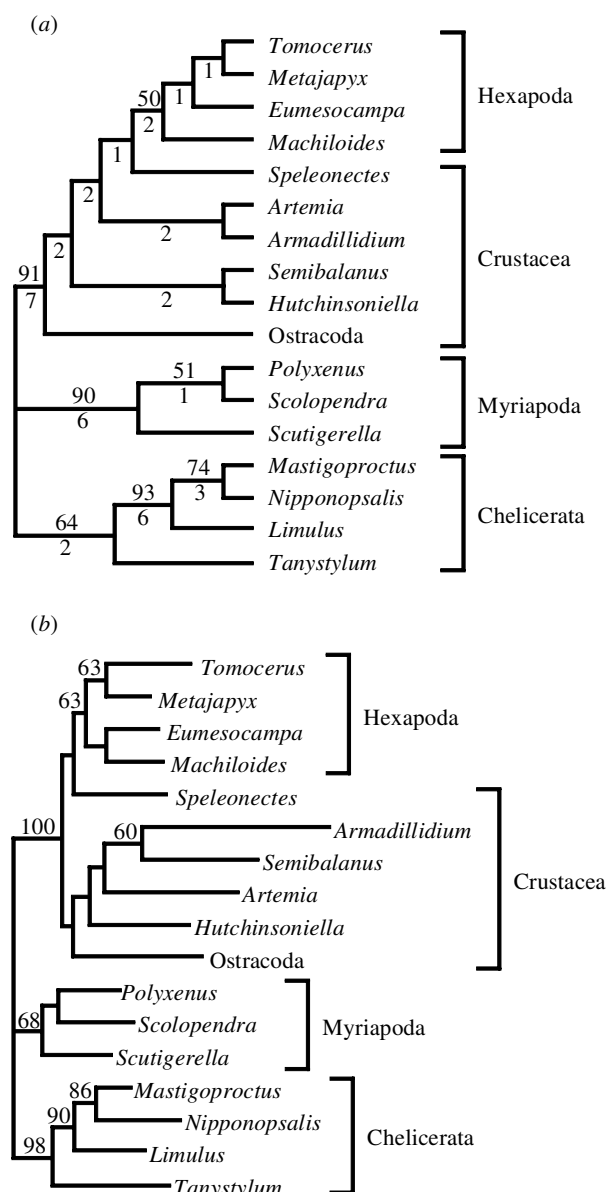 (a)
Tomocerus
1
Metajapyx
50
1
Eumesocampa
Hexapoda
2
Machiloides
1
Speleonectes
2
Artemia
2
Armadillidium
2
Semibalanus
Crustacea
91
7
2
Hutchinsoniella
Ostracoda
51
Polyxenus
90
1
Scolopendra
Myriapoda
6
Scutigerella
74
Mastigoproctus
93
3
Nipponopsalis
64
6
Limulus
Chelicerata
2
Tanystylum
(b)
63
Tomocerus
63
Metajapyx
Hexapoda
Eumesocampa
Machiloides
Speleonectes
100
60
Armadillidium
Semibalanus
Crustacea
Artemia
Hutchinsoniella
Ostracoda
Polyxenus
68
Scolopendra
Myriapoda
Scutigerella
86
Mastigoproctus
90
Nipponopsalis
Chelicerata
98
Limulus
Tanystylum